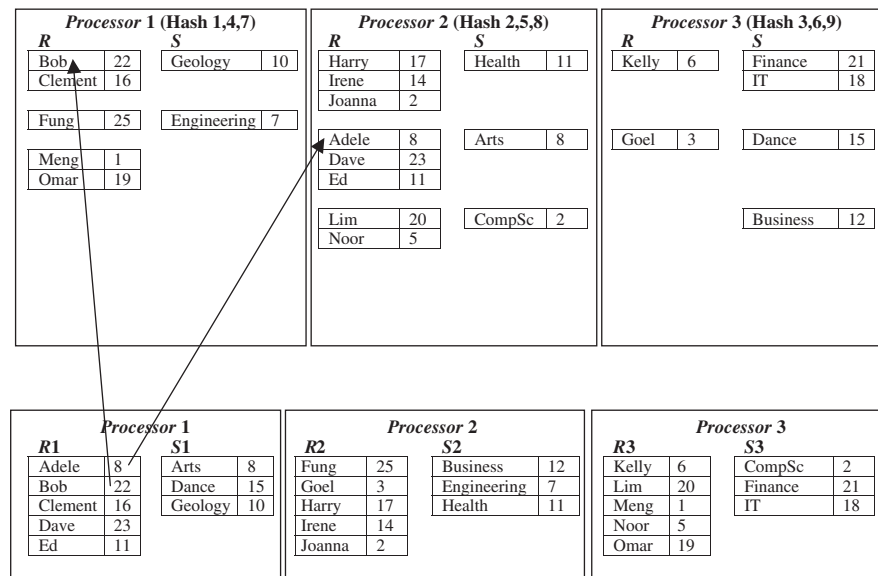 Processor 1 (Hash 1,4,7)
R S
Bob 22 Geology 10
Clement 16
Fung 25 Engineering 7
Meng 1
Omar 19
Processor 2 (Hash 2,5,8)
R S
Harry 17 Health 11
Irene 14
Joanna 2
Adele 8 Arts 8
Dave 23
Ed 11
Lim 20 CompSc 2
Noor 5
Processor 3 (Hash 3,6,9)
R S
Kelly 6 Finance 21
IT 18
Goel 3 Dance 15
Business 12
Processor 1
R1 S1
Adele 8 Arts 8
Bob 22 Dance 15
Clement 16 Geology 10
Dave 23
Ed 11
Processor 2
R2 S2
Fung 25 Business 12
Goel 3 Engineering 7
Harry 17 Health 11
Irene 14
Joanna 2
Processor 3
R3 S3
Kelly 6 CompSc 2
Lim 20 Finance 21
Meng 1 IT 18
Noor 5
Omar 19